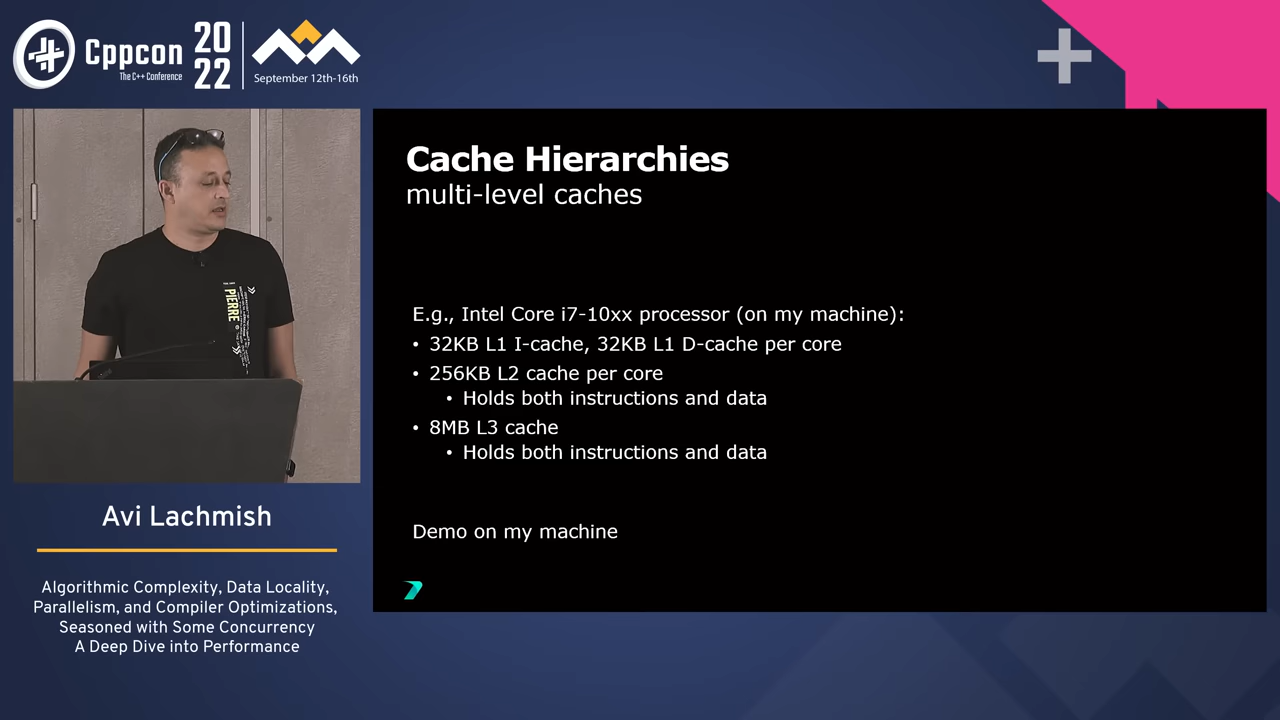 Cppcon
The C++ Conference
20
22
September 12th-16th
PIERRE
Cache Hierarchies
multi-level caches
E.g., Intel Core i7-10xx processor (on my machine):
• 32KB L1 I-cache, 32KB L1 D-cache per core
• 256KB L2 cache per core
• Holds both instructions and data
• 8MB L3 cache
• Holds both instructions and data
Demo on my machine
Avi Lachmish
Algorithmic Complexity, Data Locality,
Parallelism, and Compiler Optimizations,
Seasoned with Some Concurrency
A Deep Dive into Performance